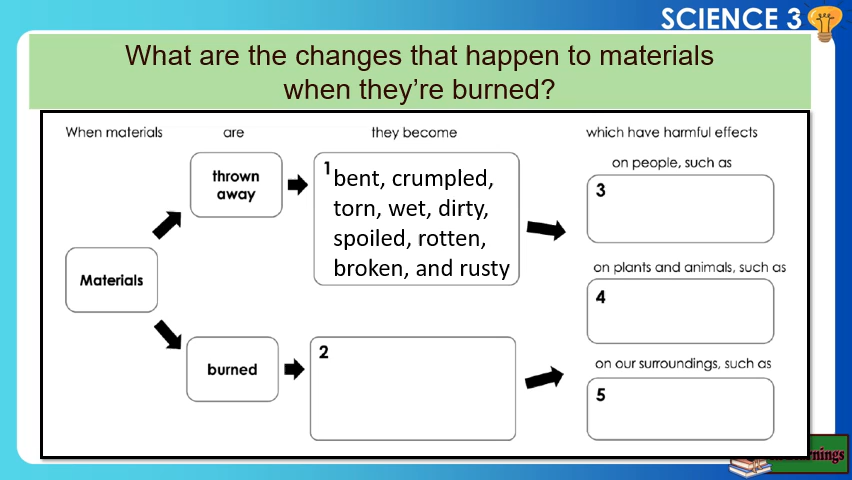 SCIENCE 3
What are the changes that happen to materials
when they're burned?
When materials are they become which have harmful effects
on people, such as
thrown
away
1
bent, crumpled,
torn, wet, dirty,
spoiled, rotten,
broken, and rusty
3
Materials
on plants and animals, such as
4
burned
2
on our surroundings, such as
5